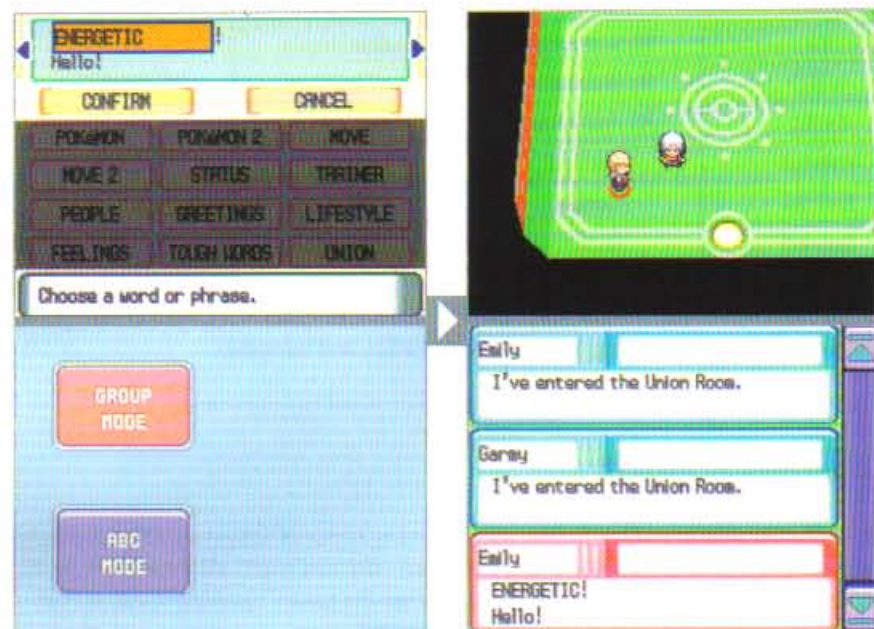 ENERGETIC !
Hello!
CONFIRM CANCEL
POKéMON POKéMON 2 MOVE
MOVE 2 STATUS TRAINER
PEOPLE GREETINGS LIFESTYLE
FEELINGS TOUGH WORDS UNION
Choose a word or phrase.
GROUP
MODE
ABC
MODE
Emily
I've entered the Union Room.
Garmy
I've entered the Union Room.
Emily
ENERGETIC!
Hello!